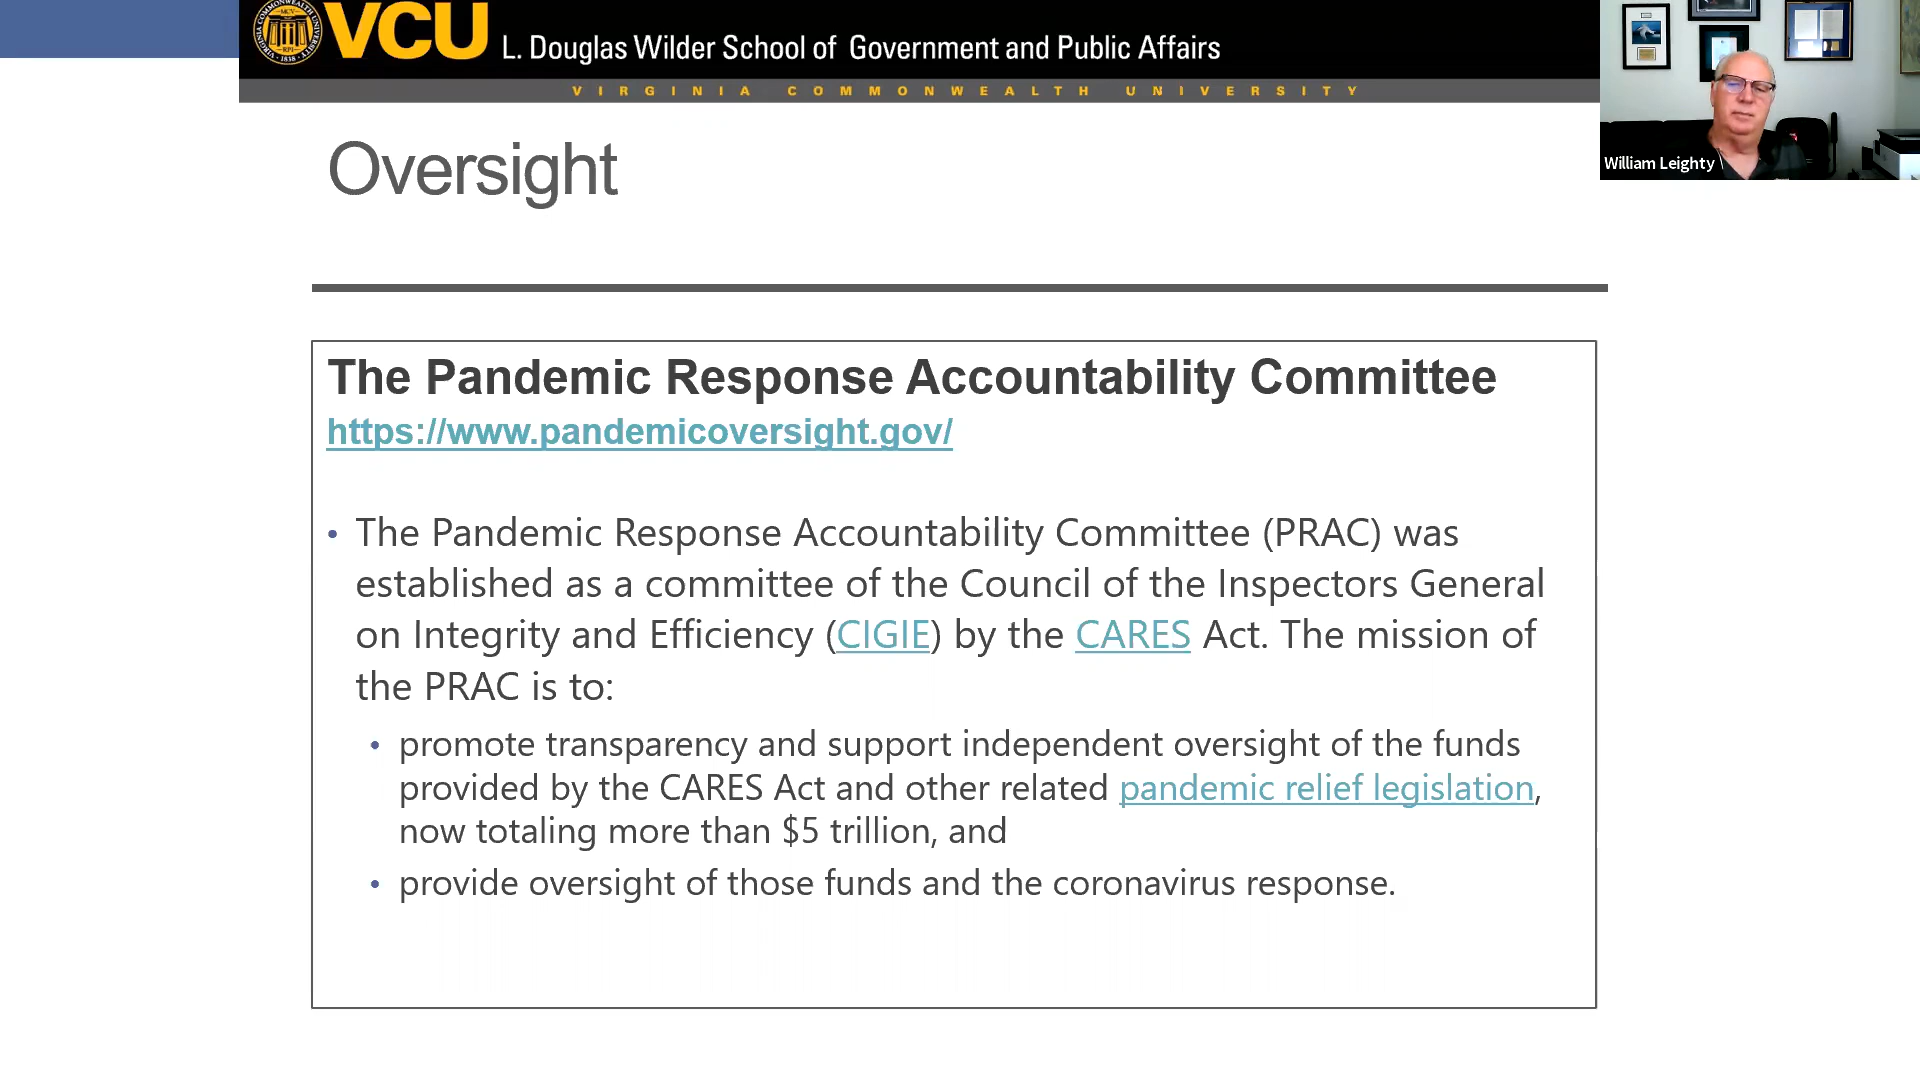 VCU L. Douglas Wilder School of Government and Public Affairs
VIRGINIA COMMONWEALTH UNIVERSITY
William Leighty
Oversight
The Pandemic Response Accountability Committee
https://www.pandemicoversight.gov/
• The Pandemic Response Accountability Committee (PRAC) was
established as a committee of the Council of the Inspectors General
on Integrity and Efficiency (CIGIE) by the CARES Act. The mission of
the PRAC is to:
• promote transparency and support independent oversight of the funds
provided by the CARES Act and other related pandemic relief legislation,
now totaling more than $5 trillion, and
• provide oversight of those funds and the coronavirus response.